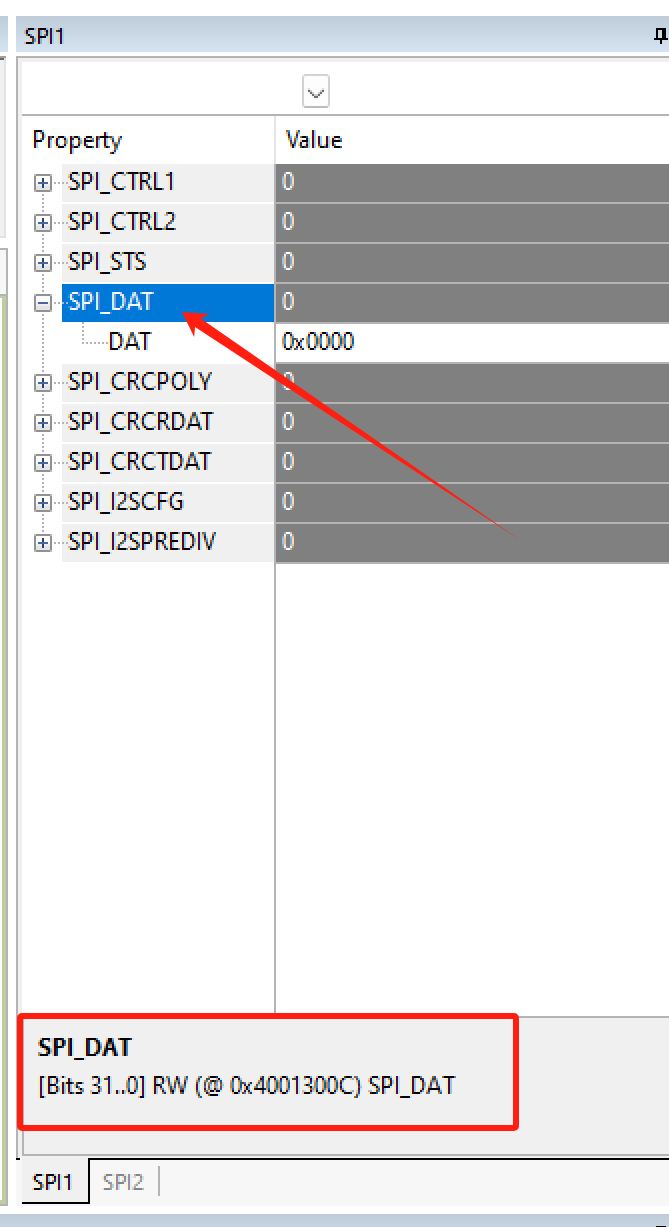 SPI1
Property Value
SPI_CTRL1 0
SPI_CTRL2 0
SPI_STS 0
SPI_DAT 0
DAT 0x0000
SPI_CRCPOLY 0
SPI_CRCRDAT 0
SPI_CRCTDAT 0
SPI_I2SCFG 0
SPI_I2SPREDIV 0
SPI_DAT
[Bits 31..0] RW (@ 0x4001300C) SPI_DAT
SPI1 SPI2